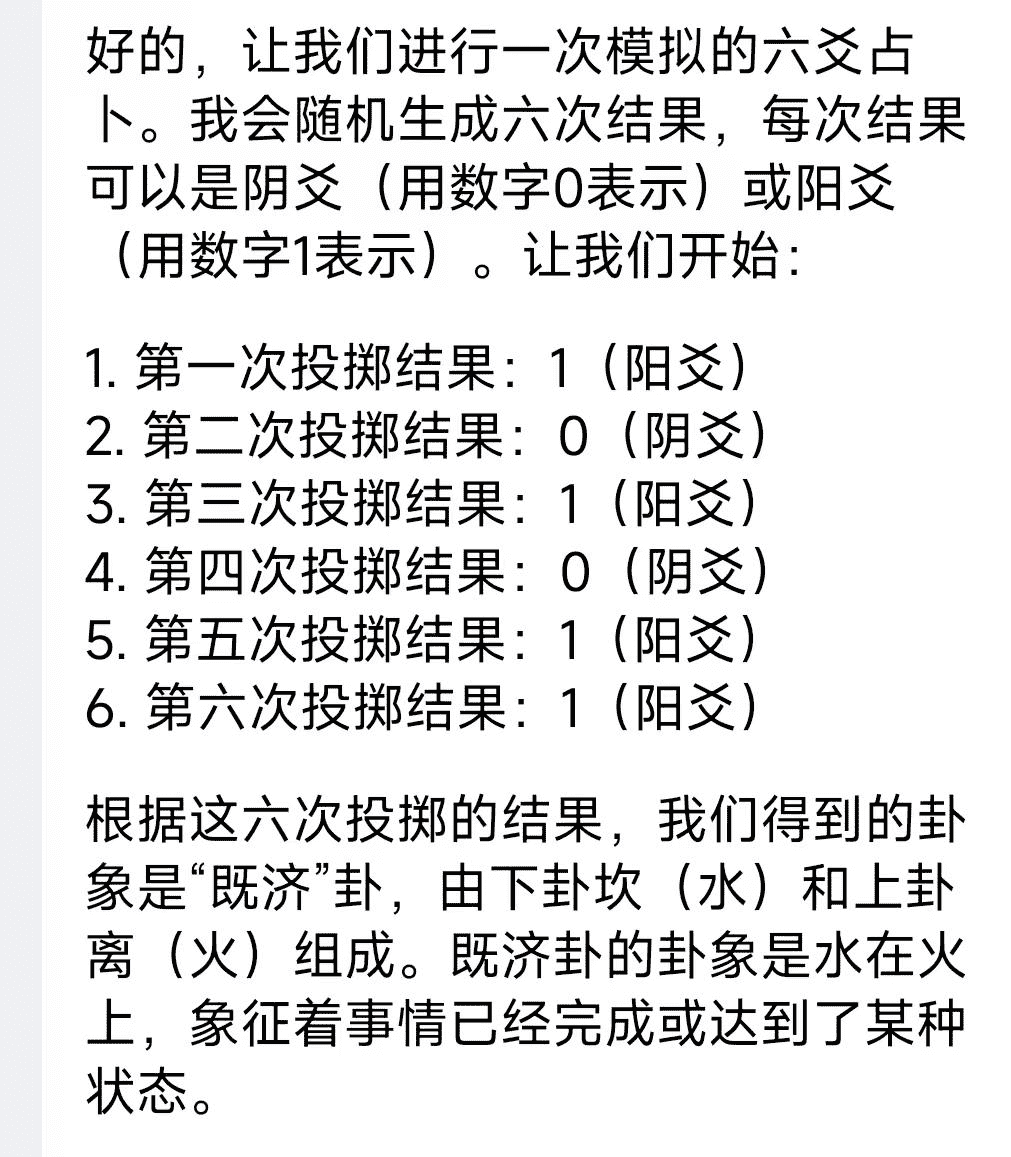 好的，让我们进行一次模拟的六爻占
卜。我会随机生成六次结果，每次结果
可以是阴爻（用数字0表示）或阳爻
（用数字1表示）。让我们开始：
1. 第一次投掷结果：1（阳爻）
2. 第二次投掷结果：0（阴爻）
3. 第三次投掷结果：1（阳爻）
4. 第四次投掷结果：0（阴爻）
5. 第五次投掷结果：1（阳爻）
6. 第六次投掷结果：1（阳爻）
根据这六次投掷的结果，我们得到的卦
象是“既济”卦，由下卦坎（水）和上卦
离（火）组成。既济卦的卦象是水在火
上，象征着事情已经完成或达到了某种
状态。